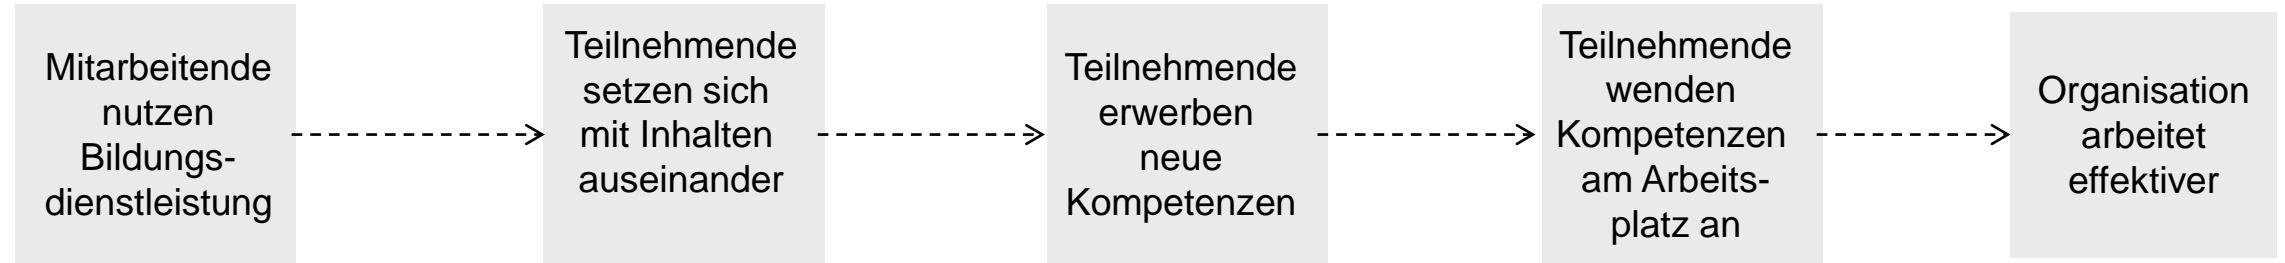 Mitarbeitende
nutzen
Bildungs-
dienstleistung
Teilnehmende
setzen sich
mit Inhalten
auseinander
Teilnehmende
erwerben
neue
Kompetenzen
Teilnehmende
wenden
Kompetenzen
am Arbeits-
platz an
Organisation
arbeitet
effektiver